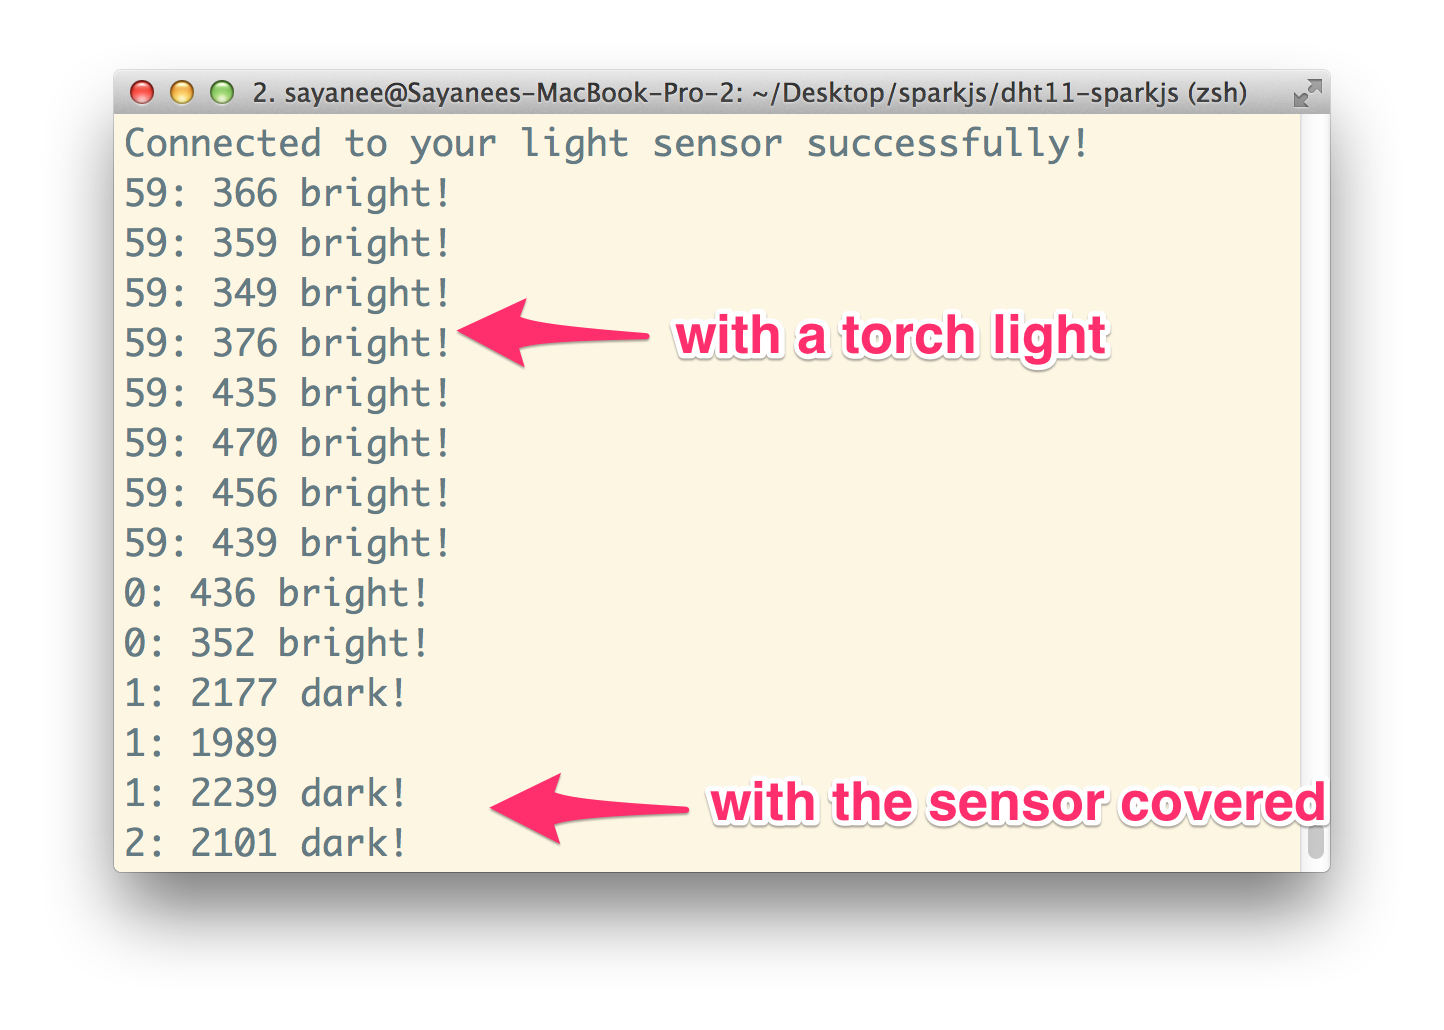 2. sayanee@Sayanees-MacBook-Pro-2: ~/Desktop/sparkjs/dht11-sparkjs (zsh)
Connected to your light sensor successfully!
59: 366 bright!
59: 359 bright!
59: 349 bright!
59: 376 bright!
with a torch light
59: 435 bright!
59: 470 bright!
59: 456 bright!
59: 439 bright!
0: 436 bright!
0: 352 bright!
1: 2177 dark!
1: 1989
1: 2239 dark!
with the sensor covered
2: 2101 dark!